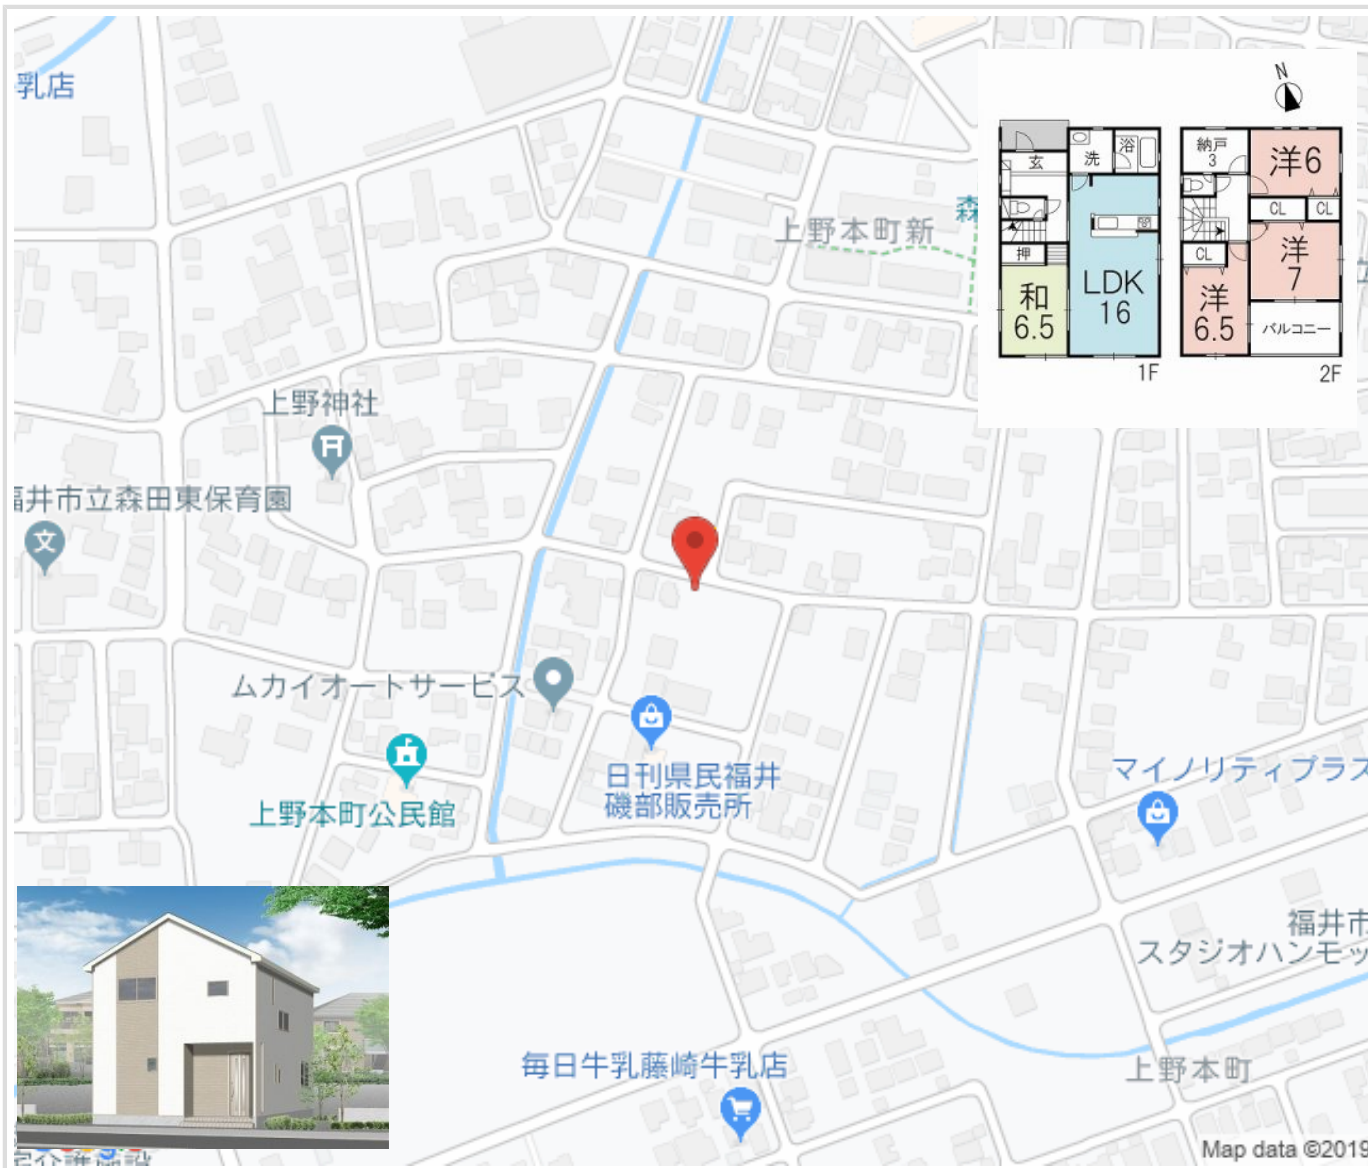 乳店
N
納戸
3
洋6
浴
洗
玄
CL
CL
上野本町新
森
押
CL
洋
7
LDK
16
和
6.5
洋
6.5
バルコニー
1F
2F
上野神社
福井市立森田東保育園
文
ムカイオートサービス
日刊県民福井
磯部販売所
マイノリティプラス
上野本町公民館
福井市
スタジオハンモッ
毎日牛乳藤崎牛乳店
上野本町
Map data ©2019